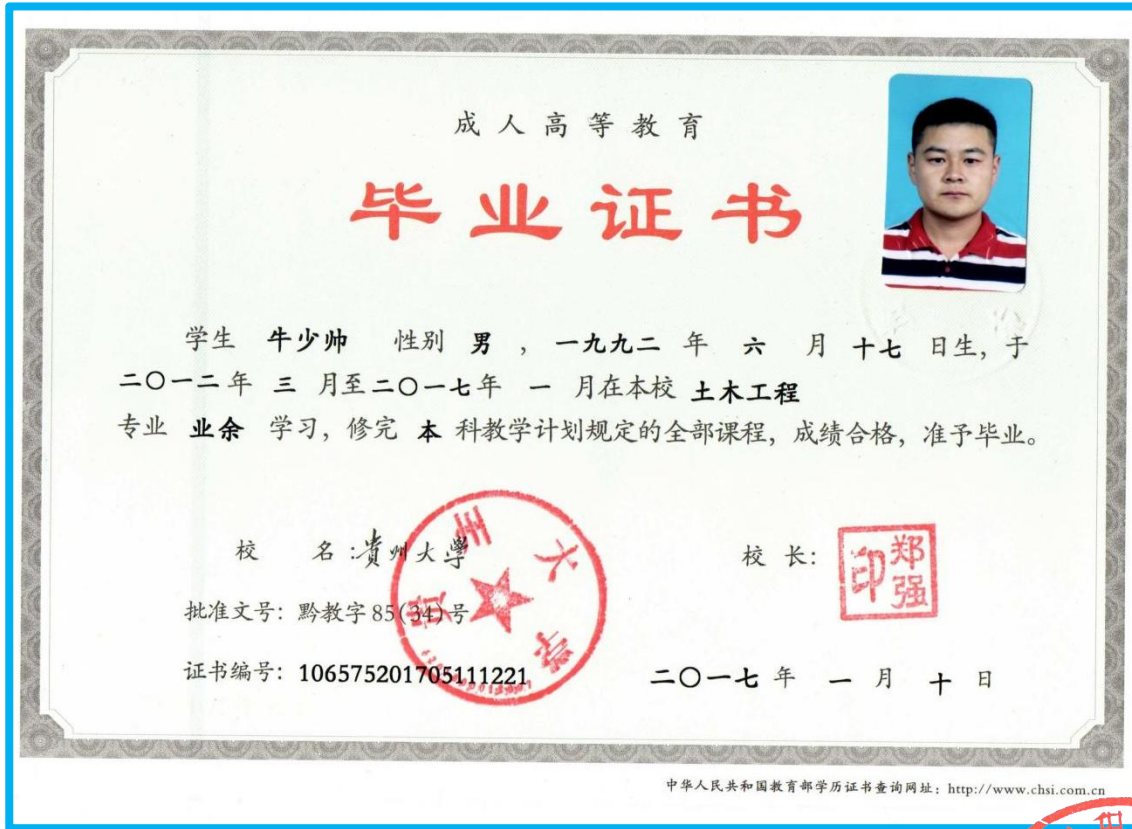 成人高等教育
毕业证书
学生 牛少帅 性别 男 ，一九九二 年 六 月 十七 日生，于
二〇一二年 三 月至二〇一七年 一 月在本校 土木工程
专业 业余 学习，修完 本 科教学计划规定的全部课程，成绩合格，准予毕业。
校 名：贵州大學
校 长：
郑强印
批准文号：黔教字85(34)号
贵州大学
证书编号：106575201705111221
二〇一七 年 一 月 十 日
中华人民共和国教育部学历证书查询网址：http://www.chsi.com.cn